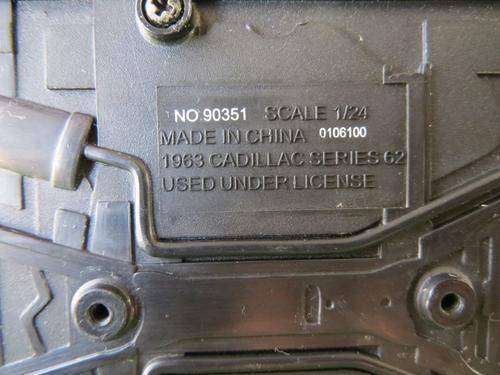 NO.90351 SCALE 1/24
MADE IN CHINA 0106100
1963 CADILLAC SERIES 62
USED UNDER LICENSE